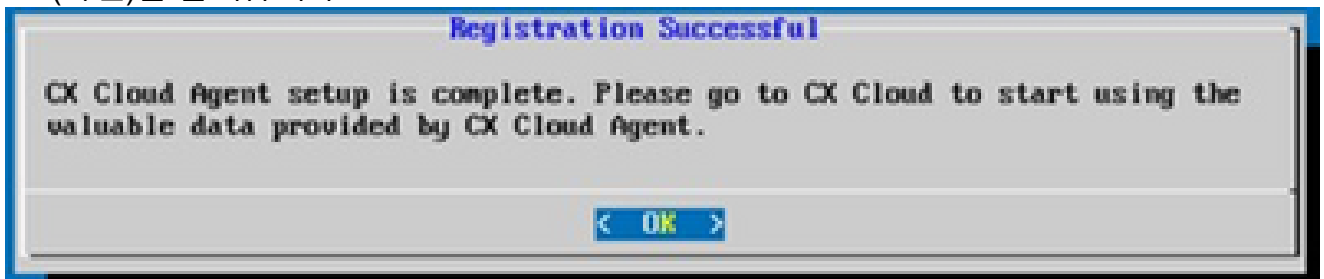 Registration Successful
CX Cloud Agent setup is complete. Please go to CX Cloud to start using the
valuable data provided by CX Cloud Agent.
< OK >